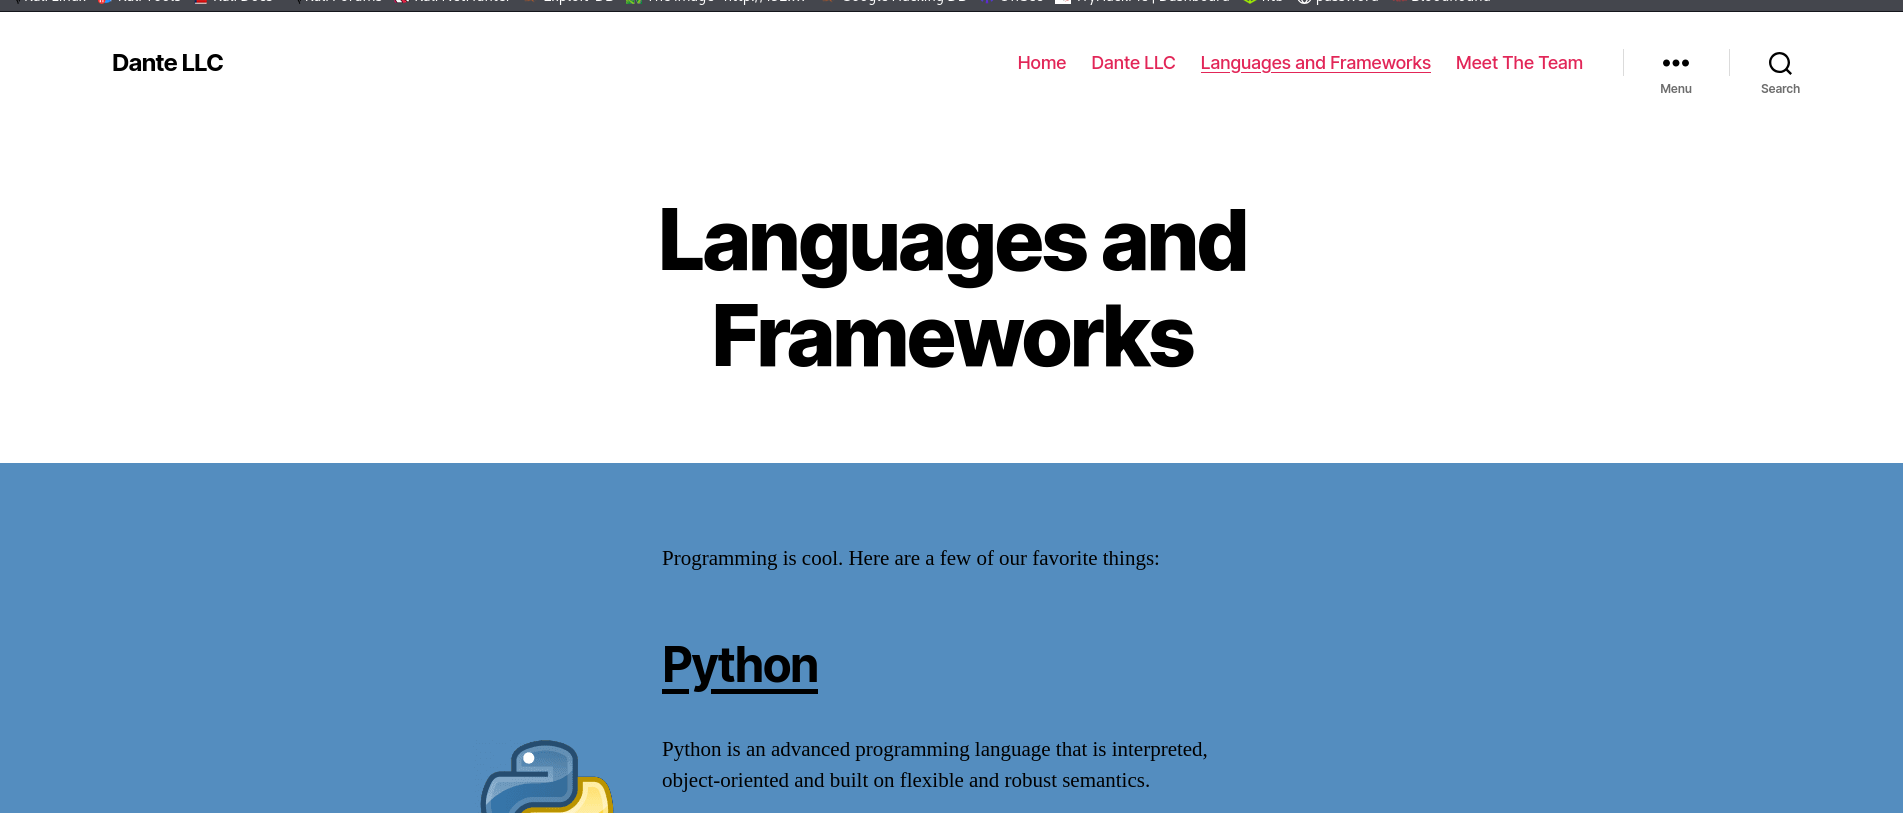 Dante LLC
Home Dante LLC Languages and Frameworks Meet The Team
Menu Search
Languages and
Frameworks
Programming is cool. Here are a few of our favorite things:
Python
Python is an advanced programming language that is interpreted,
object-oriented and built on flexible and robust semantics.